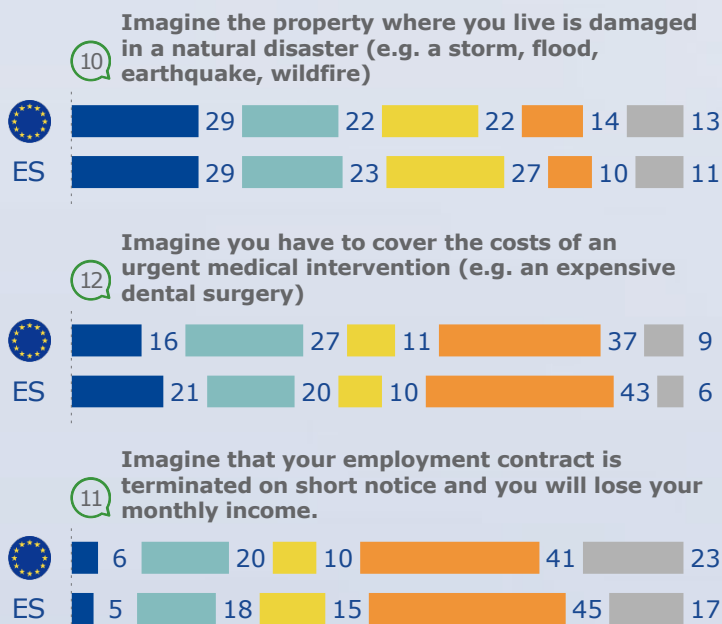 Imagine the property where you live is damaged
in a natural disaster (e.g. a storm, flood,
10
earthquake, wildfire)
29 22 22 14 13
ES 29 23 27 10 11
Imagine you have to cover the costs of an
urgent medical intervention (e.g. an expensive
12
dental surgery)
16 27 11 37 9
ES 21 20 10 43 6
Imagine that your employment contract is
terminated on short notice and you will lose your
11
monthly income.
6 20 10 41 23
ES 5 18 15 45 17